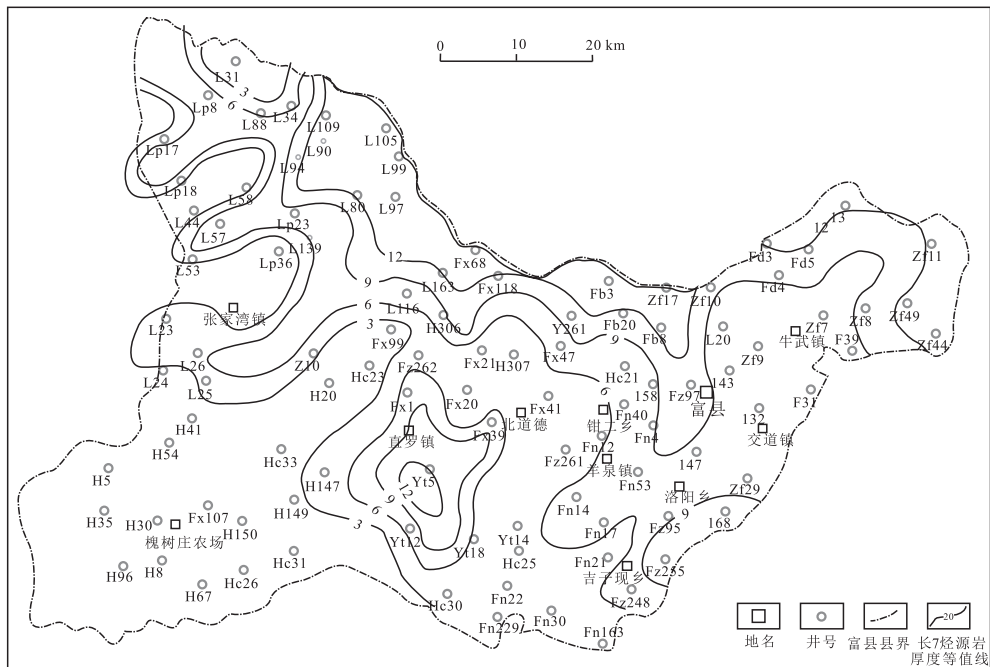 0 10 20 km
L31
3
Lp8
6
L88
L34
L109
L105
Lp17
L90
L94
L99
Lp18
L58
L80
L97
L44
L57
Lp23
L139
L53
Lp36
12
Fx68
13
12
Fd3
Fd5
Zf11
9
L163
Fx118
Fb3
Zf17
Zf10
Fd4
L116
6
H306
Y261
Fb20
Fb8
L20
Zf7
Zf8
Zf49
牛武镇
Zf44
张家湾镇
L23
3
Fx99
9
L26
Z10
Fz262
Fx21
H307
Fx47
Zf9
F39
L24
L25
Hc23
Hc21
143
H20
Fx1
Fx20
Fx41
6
158
Fz97
富县
F31
Fn40
132
H41
直罗镇
北道德
钳二乡
Fx39
Fn4
交道镇
H54
Fn12
Hc33
Fz261
羊泉镇
147
H5
Yt5
H147
12
Fn53
洛阳乡
Zf29
9
H149
Fn14
9
168
H35
H30
Fx107
H150
6
3
Yt12
Yt14
Fn17
Fz95
槐树庄农场
Yt18
Hc25
H96
H8
Hc31
Fn21
Fz255
Hc26
吉子现乡
H67
Hc30
Fn22
Fz248
Fn229
Fn30
Fn163
20
地名
井号
富县县界
长7烃源岩
厚度等值线